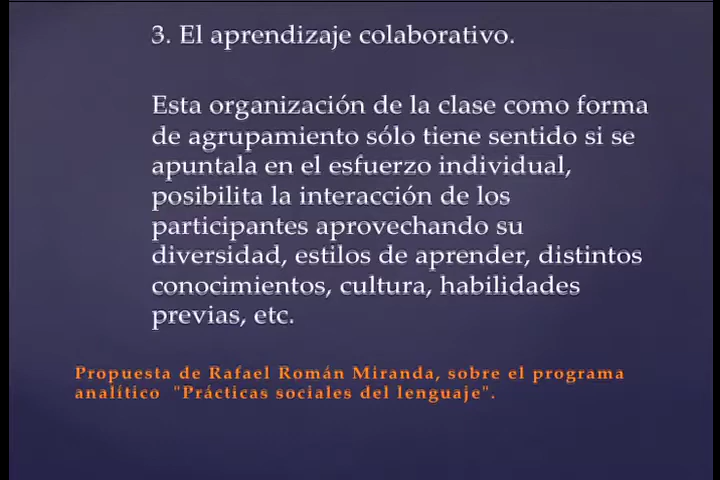 3. El aprendizaje colaborativo.
Esta organización de la clase como forma
de agrupamiento sólo tiene sentido si se
apuntala en el esfuerzo individual,
posibilita la interacción de los
participantes aprovechando su
diversidad, estilos de aprender, distintos
conocimientos, cultura, habilidades
previas, etc.
Propuesta de Rafael Román Miranda, sobre el programa
analítico "Prácticas sociales del lenguaje".